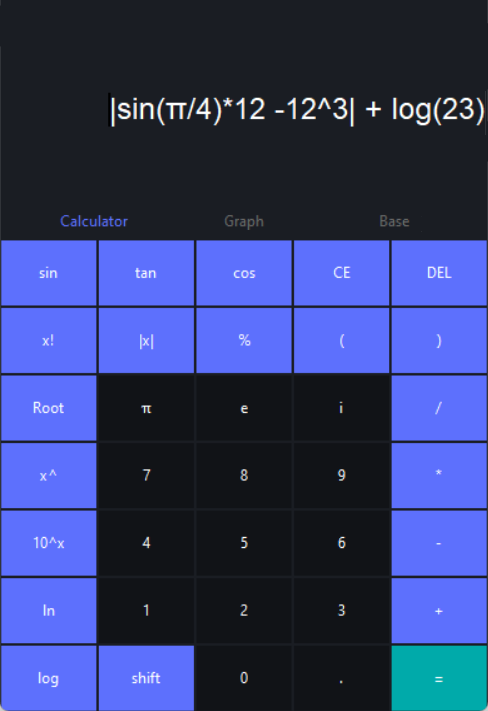 |sin(π/4)*12 -12^3| + log(23)
Calculator Graph Base
sin tan cos CE DEL
x! |x| % ( )
Root π e i /
x^ 7 8 9 *
10^x 4 5 6 -
ln 1 2 3 +
log shift 0 . =